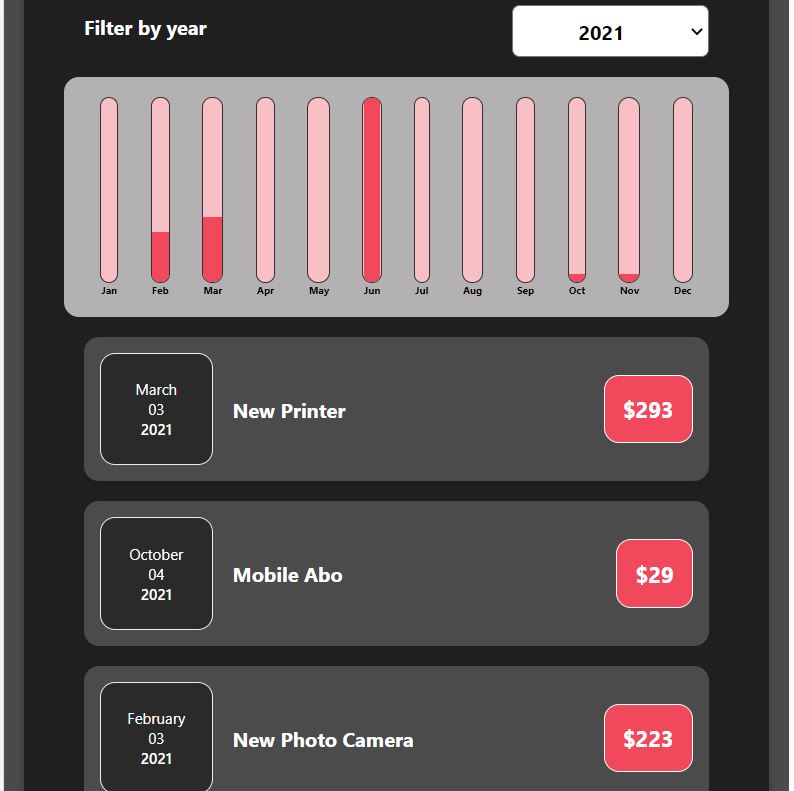 Filter by year
2021
Jan Feb Mar Apr May Jun Jul Aug Sep Oct Nov Dec
March
03
2021
New Printer
$293
October
04
2021
Mobile Abo
$29
February
03
2021
New Photo Camera
$223